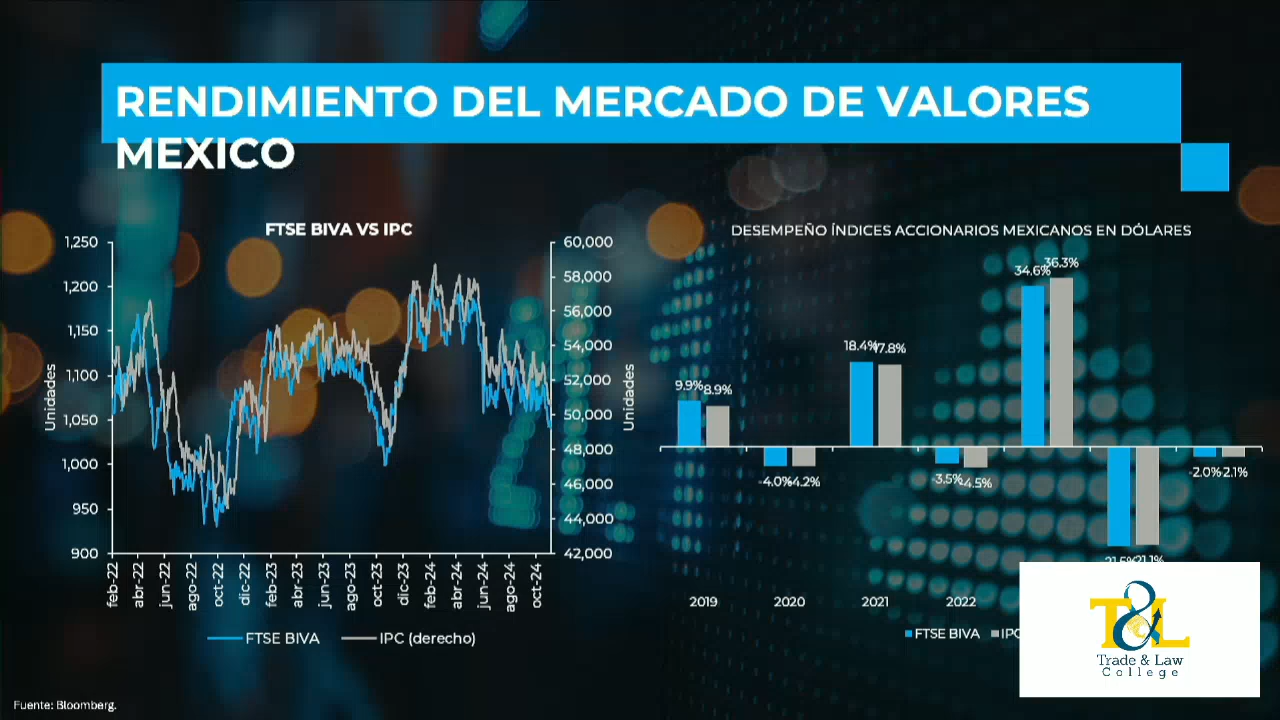 RENDIMIENTO DEL MERCADO DE VALORES
MEXICO
FTSE BIVA VS IPC
1,250
1,200
1,150
1,100
1,050
1,000
950
900
Unidades
60,000
58,000
56,000
54,000
52,000
50,000
48,000
46,000
44,000
42,000
Unidades
feb-22
abr-22
jun-22
ago-22
oct-22
dic-22
feb-23
abr-23
jun-23
ago-23
oct-23
dic-23
feb-24
abr-24
jun-24
ago-24
oct-24
FTSE BIVA
IPC (derecho)
DESEMPEÑO ÍNDICES ACCIONARIOS MEXICANOS EN DÓLARES
9.9%
8.9%
-4.0%
-4.2%
18.4%
17.8%
-3.5%
-4.5%
34.6%
36.3%
-2.0%
-2.1%
2019
2020
2021
2022
FTSE BIVA
T&L
Trade & Law
College
Fuente: Bloomberg.